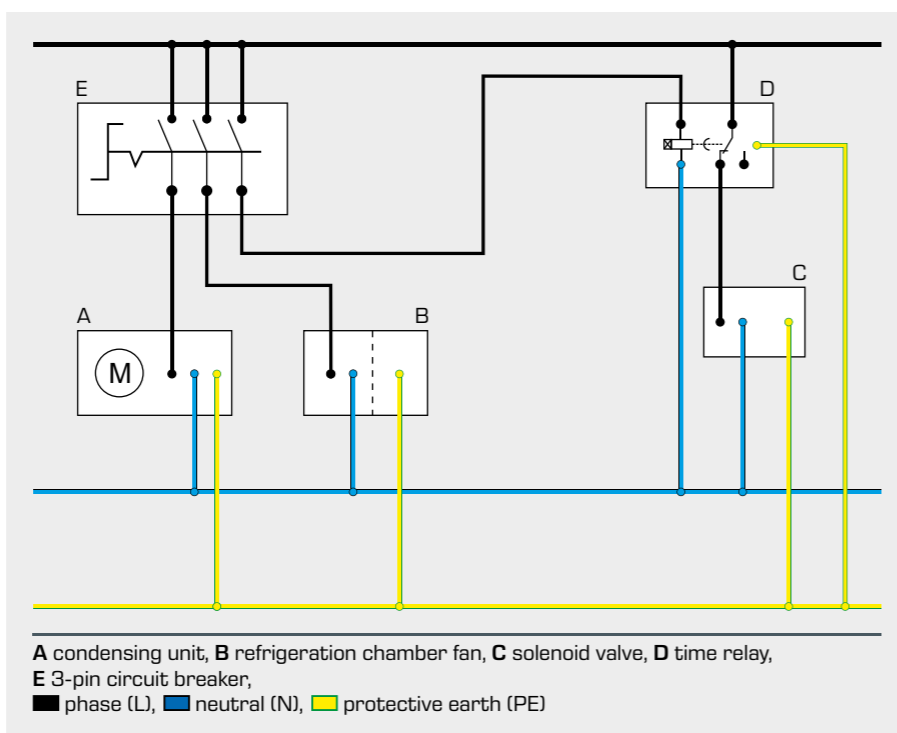 E
D
C
A
B
M
A condensing unit, B refrigeration chamber fan, C solenoid valve, D time relay,
E 3-pin circuit breaker,
phase (L), neutral (N), protective earth (PE)